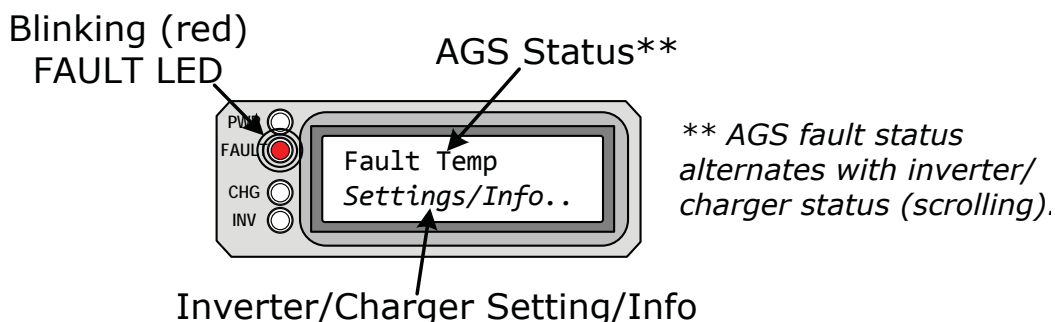 Blinking (red)
FAULT LED
AGS Status**
PWR
FAULT
CHG
INV
Fault Temp
Settings/Info..
** AGS fault status
alternates with inverter/
charger status (scrolling).
Inverter/Charger Setting/Info